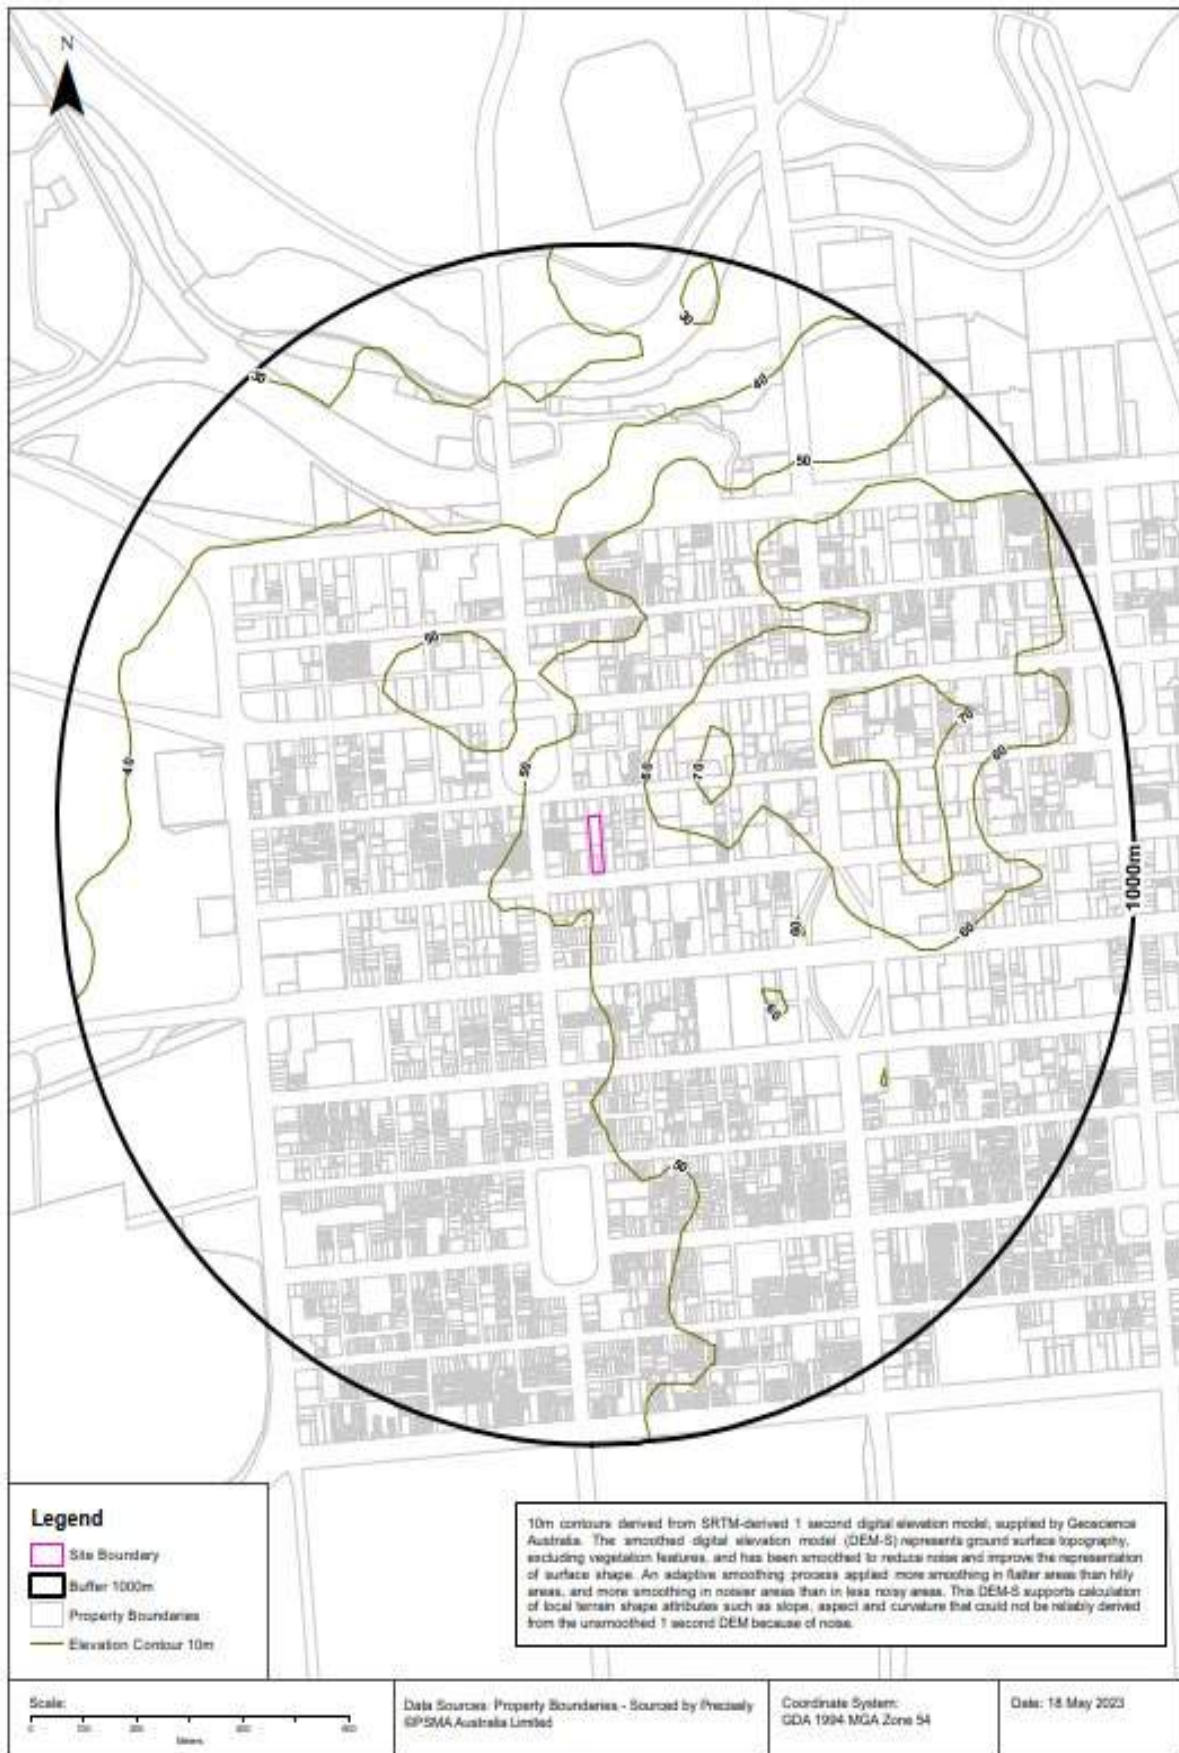 N
30
30
40
50
50
70
60
40
50
60
70
60
60
60
50
1000m
Legend
Site Boundary
Buffer 1000m
Property Boundaries
Elevation Contour 10m
10m contours derived from SRTM-derived 1 second digital elevation model, supplied by Geoscience
Australia. The smoothed digital elevation model (DEM-S) represents ground surface topography,
excluding vegetation features, and has been smoothed to reduce noise and improve the representation
of surface shape. An adaptive smoothing process applied more smoothing in flatter areas than hilly
areas, and more smoothing in noisier areas than in less noisy areas. This DEM-S supports calculation
of local terrain shape attributes such as slope, aspect and curvature that could not be reliably derived
from the unsmoothed 1 second DEM because of noise.
Scale:
Meters
Data Sources: Property Boundaries - Sourced by Precisely
©PSMA Australia Limited
Coordinate System:
GDA 1994 MGA Zone 54
Date: 18 May 2023